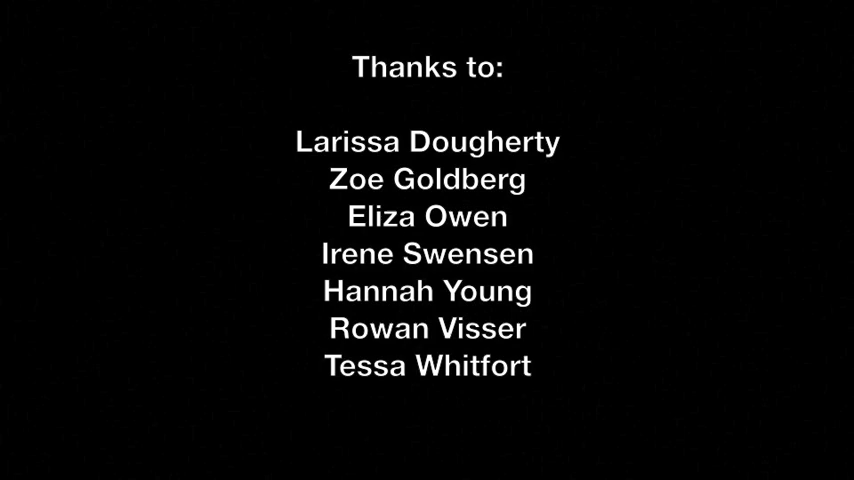 Thanks to:
Larissa Dougherty
Zoe Goldberg
Eliza Owen
Irene Swensen
Hannah Young
Rowan Visser
Tessa Whitfort